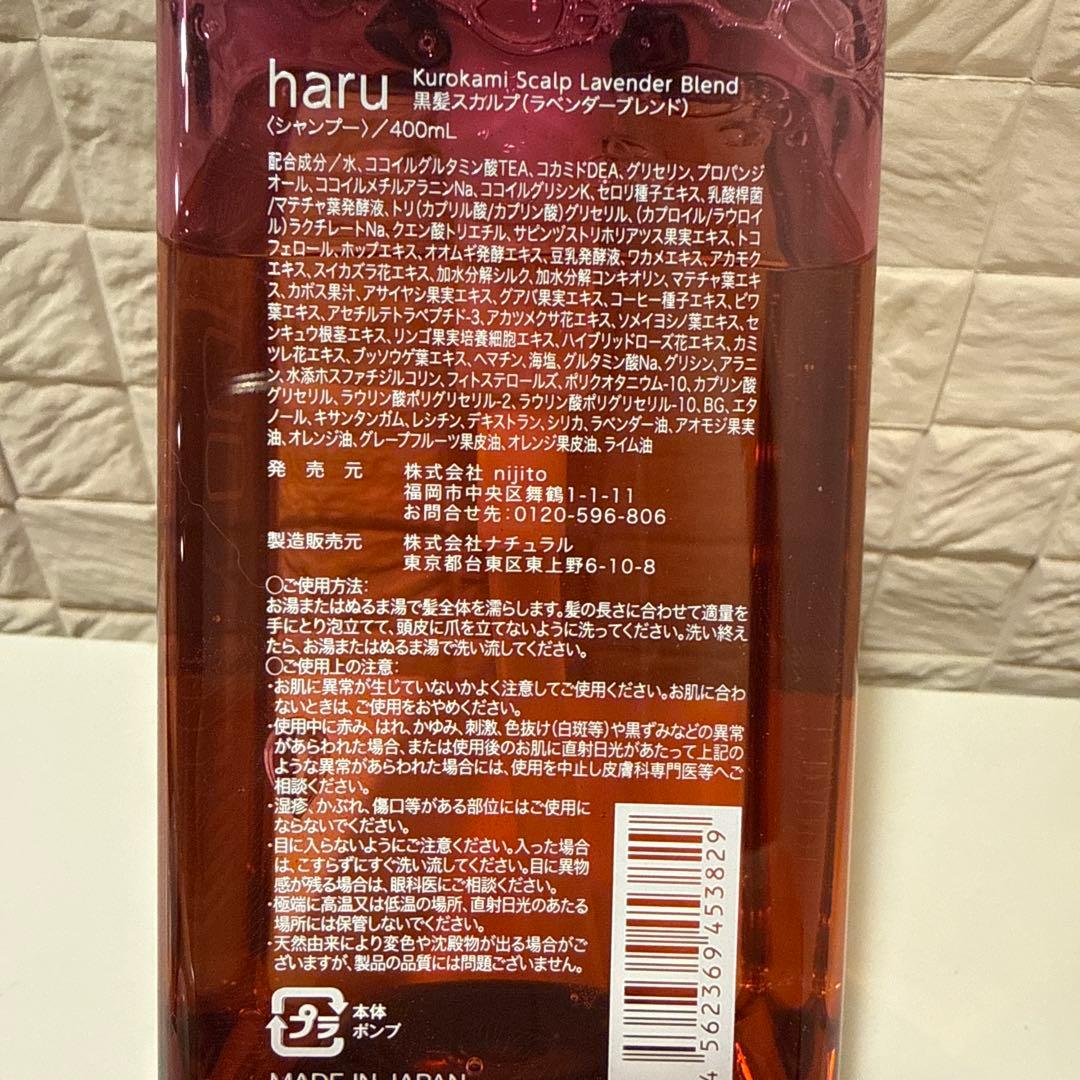 haru
Kurokami Scalp Lavender Blend
黒髪スカルプ（ラベンダーブレンド）
〈シャンプー〉／400mL
配合成分／水、ココイルグルタミン酸TEA、コカミドDEA、グリセリン、プロパンジ
オール、ココイルメチルアラニンNa、ココイルグリシンK、セロリ種子エキス、乳酸桿菌
/マテチャ葉発酵液、トリ（カプリル酸/カプリン酸）グリセリル、（カプロイル/ラウロイ
ル）ラクチレートNa、クエン酸トリエチル、サピンヅストリホリアツス果実エキス、トコ
フェロール、ホップエキス、オオムギ発酵エキス、豆乳発酵液、ワカメエキス、アカモク
エキス、スイカズラ花エキス、加水分解シルク、加水分解コンキオリン、マテチャ葉エキ
ス、カボス果汁、アサイヤシ果実エキス、グアバ果実エキス、コーヒー種子エキス、ビワ
葉エキス、アセチルテトラペプチド-3、アカツメクサ花エキス、ソメイヨシノ葉エキス、セ
ンキュウ根茎エキス、リンゴ果実培養細胞エキス、ハイブリッドローズ花エキス、カミ
ツレ花エキス、ブッソウゲ葉エキス、ヘマチン、海塩、グルタミン酸Na、グリシン、アラニ
ン、水添ホスファチジルコリン、フィトステロールズ、ポリクオタニウム-10、カプリン酸
グリセリル、ラウリン酸ポリグリセリル-2、ラウリン酸ポリグリセリル-10、BG、エタ
ノール、キサンタンガム、レシチン、デキストラン、シリカ、ラベンダー油、アオモジ果実
油、オレンジ油、グレープフルーツ果皮油、オレンジ果皮油、ライム油
発売元 株式会社 nijito
福岡市中央区舞鶴1-1-11
お問合せ先：0120-596-806
製造販売元 株式会社ナチュラル
東京都台東区東上野6-10-8
○ご使用方法：
お湯またはぬるま湯で髪全体を濡らします。髪の長さに合わせて適量を
手にとり泡立てて、頭皮に爪を立てないように洗ってください。洗い終え
たら、お湯またはぬるま湯で洗い流してください。
○ご使用上の注意：
・お肌に異常が生じていないかよく注意してご使用ください。お肌に合わ
ないときは、ご使用をおやめください。
・使用中に赤み、はれ、かゆみ、刺激、色抜け（白斑等）や黒ずみなどの異常
があらわれた場合、または使用後のお肌に直射日光があたって上記の
ような異常があらわれた場合には、使用を中止し皮膚科専門医等へご
相談ください。
・湿疹、かぶれ、傷口等がある部位にはご使用に
ならないでください。
・目に入らないようにご注意ください。入った場合
は、こすらずにすぐ洗い流してください。目に異物
感が残る場合は、眼科医にご相談ください。
・極端に高温又は低温の場所、直射日光のあたる
場所には保管しないでください。
・天然由来により変色や沈殿物が出る場合がご
ざいますが、製品の品質には問題ございません。
プラ
本体
ポンプ
MADE IN JAPAN
4 562369 453829